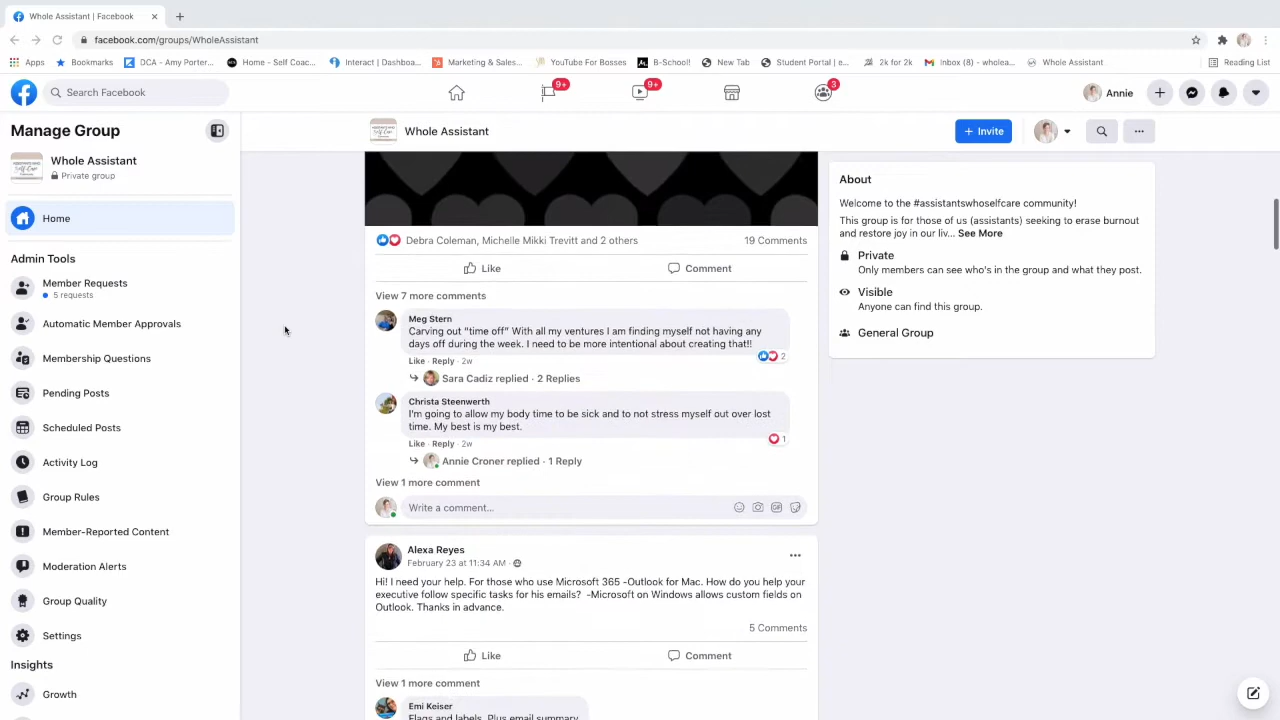 Whole Assistant | Facebook
facebook.com/groups/WholeAssistant
Apps
Bookmarks
DCA - Amy Porter...
Home - Self Coac...
Interact | Dashboa...
Marketing & Sales...
YouTube For Bosses
B-School!
New Tab
Student Portal | e...
2k for 2k
Inbox (8) - wholea...
Whole Assistant
Reading List
Search Facebook
9+
9+
3
Annie
Manage Group
Whole Assistant
Private group
Home
Admin Tools
Member Requests
5 requests
Automatic Member Approvals
Membership Questions
Pending Posts
Scheduled Posts
Activity Log
Group Rules
Member-Reported Content
Moderation Alerts
Group Quality
Settings
Insights
Growth
Whole Assistant
+ Invite
Debra Coleman, Michelle Mikki Trevitt and 2 others
19 Comments
Like
Comment
View 7 more comments
Meg Stern
Carving out “time off” With all my ventures I am finding myself not having any
days off during the week. I need to be more intentional about creating that!!
2
Like · Reply · 2w
Sara Cadiz replied · 2 Replies
Christa Steenwerth
I'm going to allow my body time to be sick and to not stress myself out over lost
time. My best is my best.
1
Like · Reply · 2w
Annie Croner replied · 1 Reply
View 1 more comment
Write a comment...
GIF
Alexa Reyes
February 23 at 11:34 AM ·
Hi! I need your help. For those who use Microsoft 365 -Outlook for Mac. How do you help your
executive follow specific tasks for his emails? -Microsoft on Windows allows custom fields on
Outlook. Thanks in advance.
5 Comments
Like
Comment
View 1 more comment
Emi Keiser
Flags and labels. Plus email summary
About
Welcome to the #assistantswhoselfcare community!
This group is for those of us (assistants) seeking to erase burnout
and restore joy in our liv... See More
Private
Only members can see who's in the group and what they post.
Visible
Anyone can find this group.
General Group